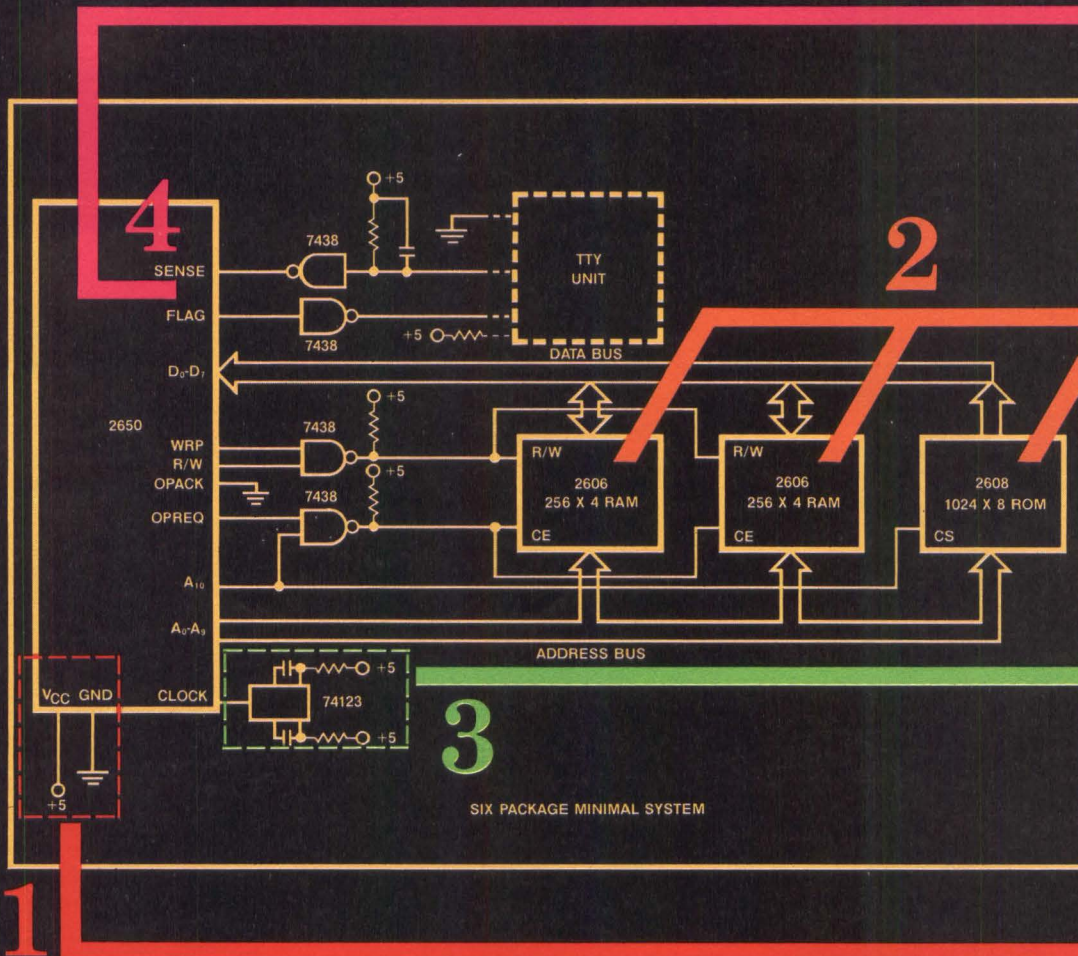 4
+5
7438
SENSE
TTY
UNIT
2
FLAG
7438
+5
DATA BUS
D₀-D₇
+5
2650
7438
WRP
R/W
OPACK
R/W
2606
256 X 4 RAM
R/W
2606
256 X 4 RAM
2608
1024 X 8 ROM
+5
7438
OPREQ
CE
CE
CS
A₁₀
A₀-A₉
ADDRESS BUS
VCC GND
CLOCK
+5
74123
+5
3
+5
SIX PACKAGE MINIMAL SYSTEM
1